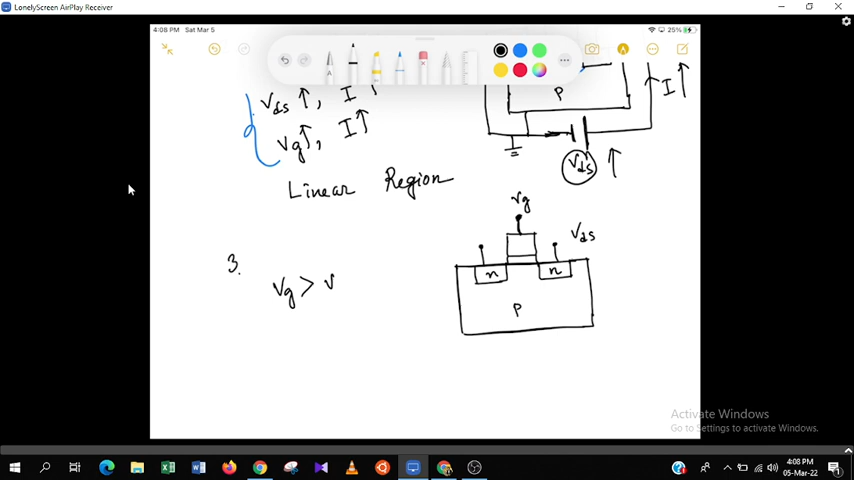 LonelyScreen AirPlay Receiver
4:08 PM Sat Mar 5
25%
A
Vds ↑, I ↑
Vg ↑, I ↑
P
I ↑
Vds ↑
Linear Region
Vg
Vds
n n
P
3.
Vg > V
Activate Windows
Go to Settings to activate Windows.
4:08 PM
05-Mar-22